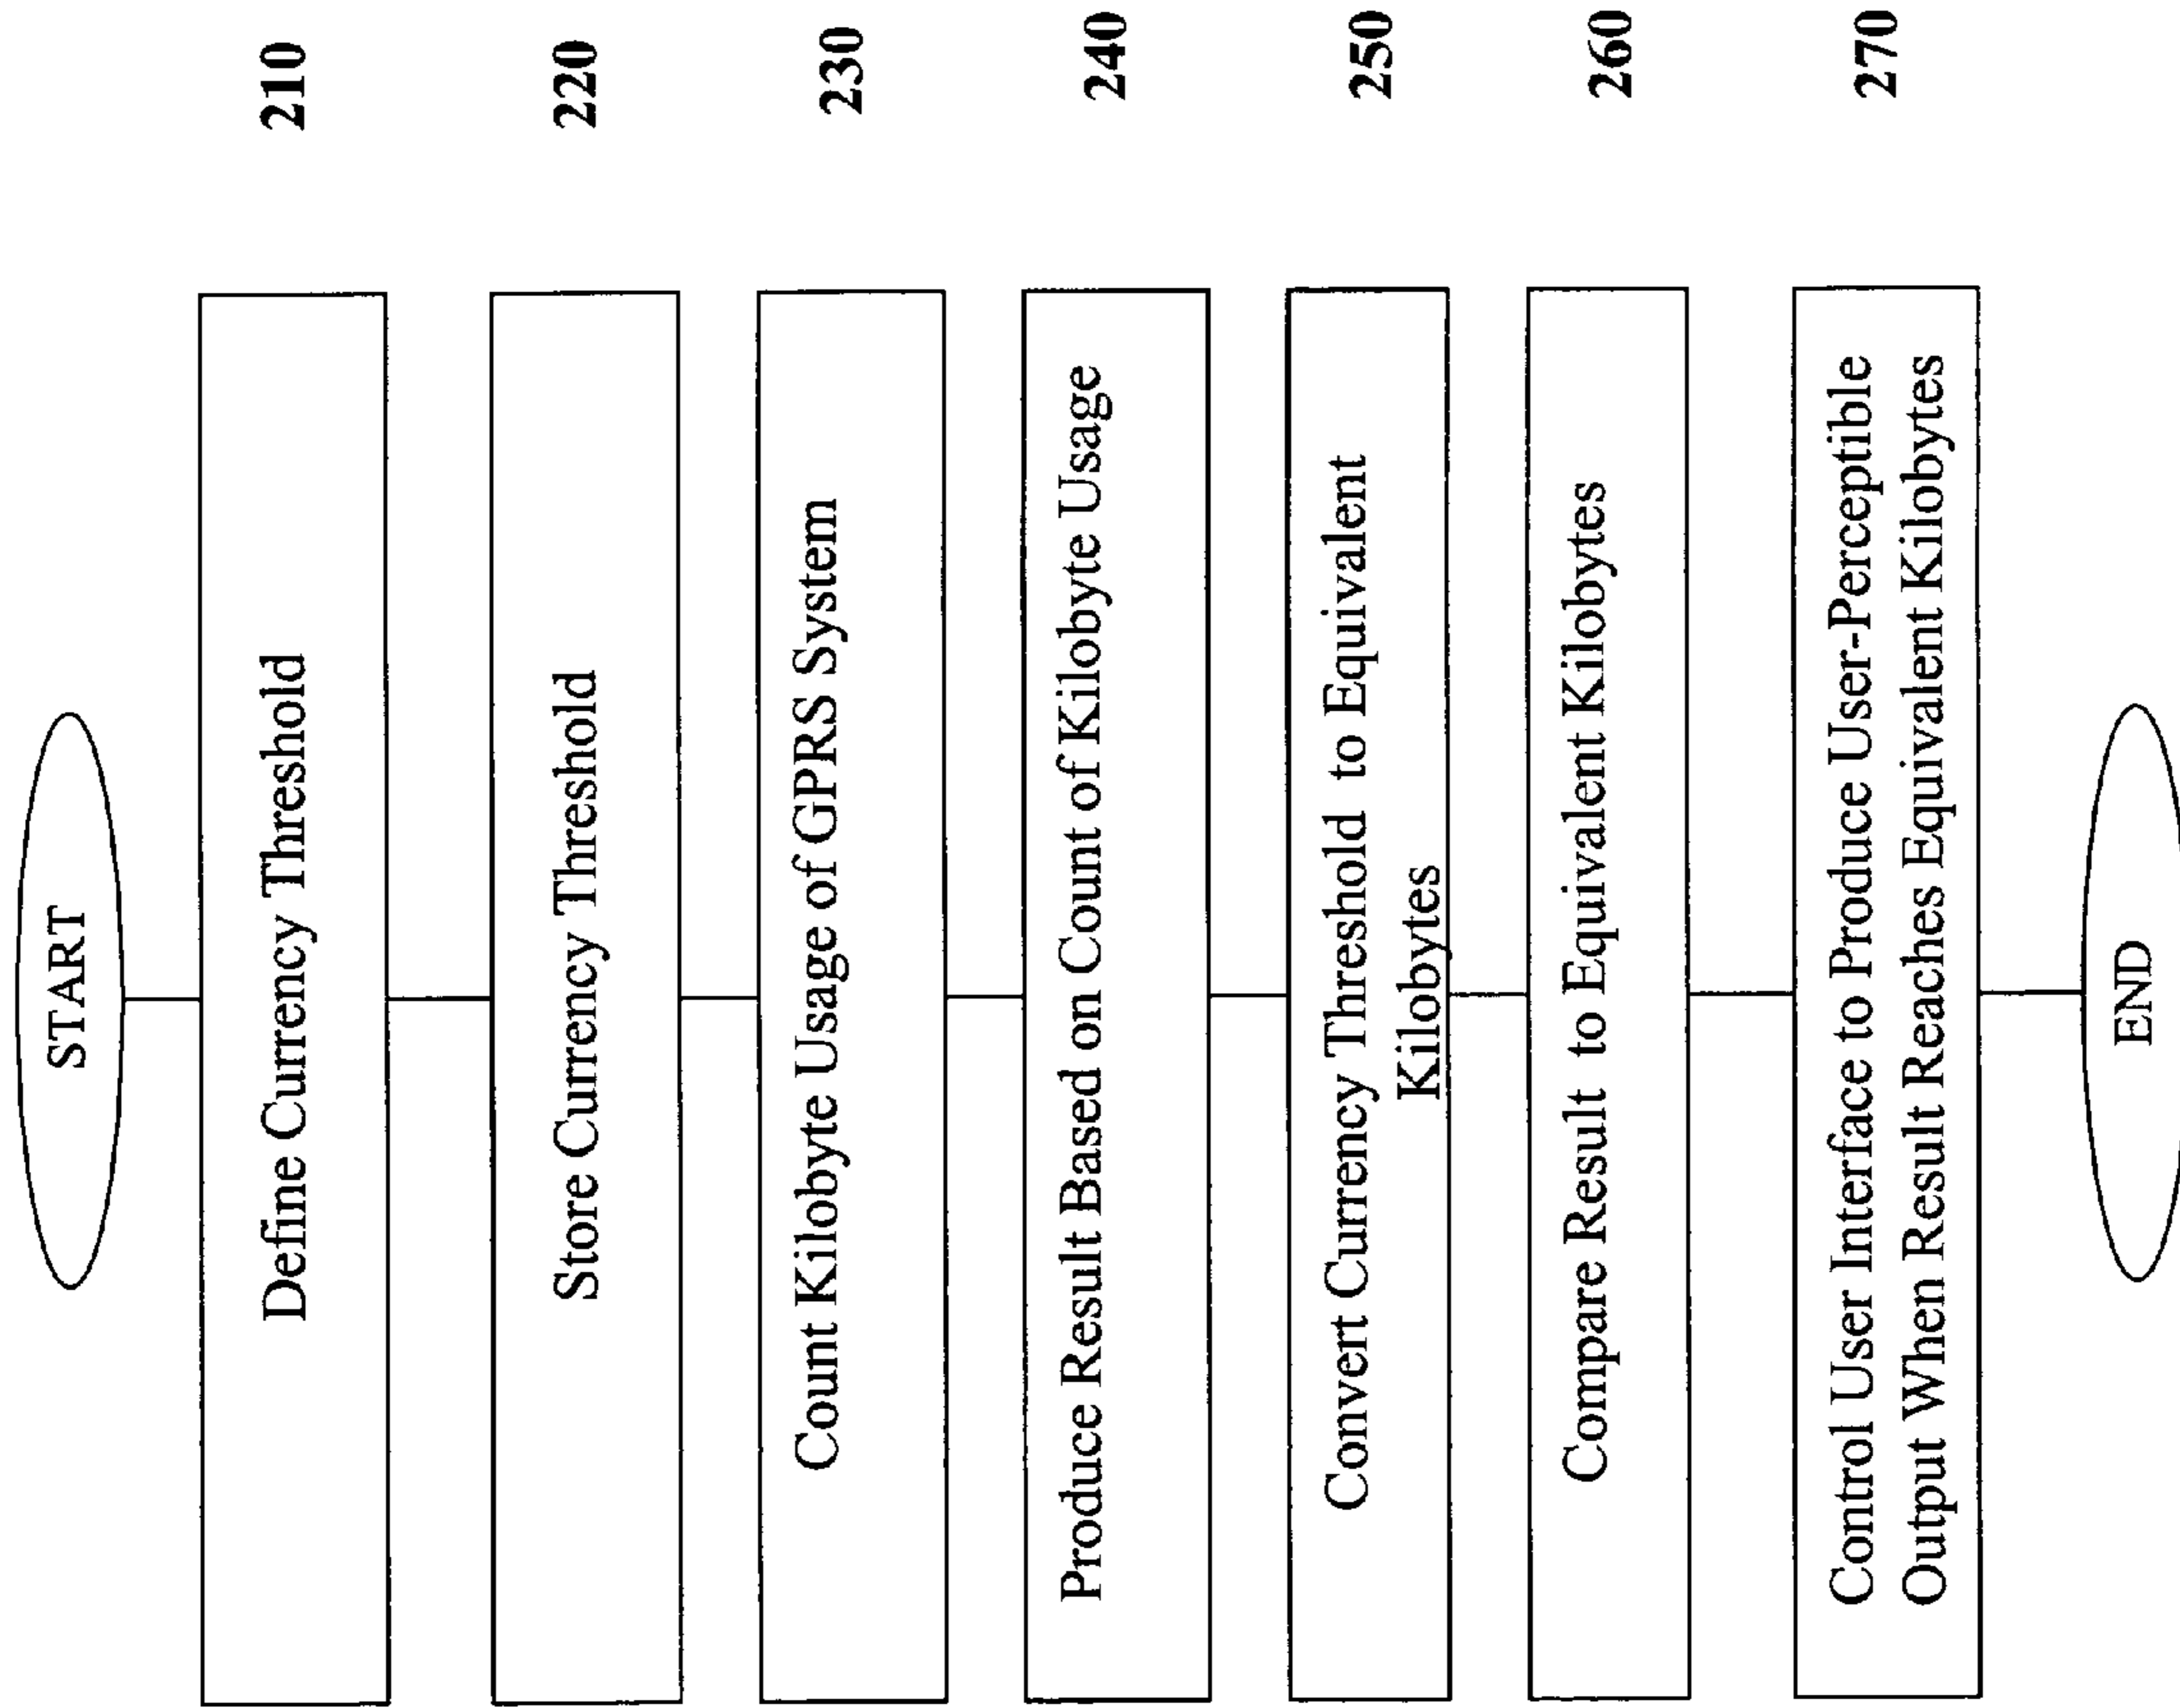 START
Define Currency Threshold
210
Store Currency Threshold
220
Count Kilobyte Usage of GPRS System
230
Produce Result Based on Count of Kilobyte Usage
240
Convert Currency Threshold to Equivalent
Kilobytes
250
Compare Result to Equivalent Kilobytes
260
Control User Interface to Produce User-Perceptible
Output When Result Reaches Equivalent Kilobytes
270
END